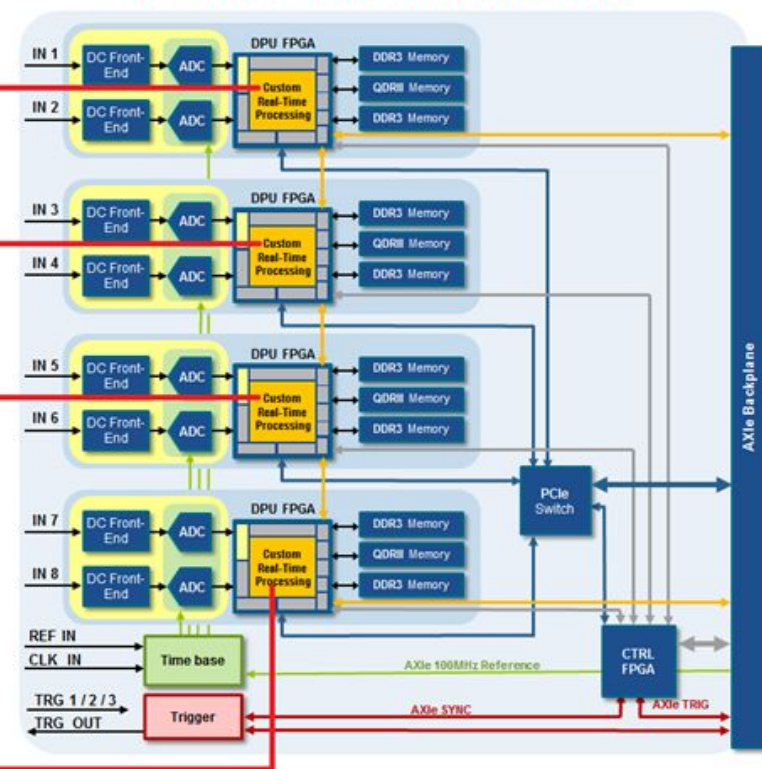 DPU FPGA
IN 1
DC Front-
End
ADC
Custom
Real-Time
Processing
DDR3 Memory
QDRIII Memory
DDR3 Memory
IN 2
DC Front-
End
ADC
DPU FPGA
IN 3
DC Front-
End
ADC
Custom
Real-Time
Processing
DDR3 Memory
QDRIII Memory
DDR3 Memory
IN 4
DC Front-
End
ADC
DPU FPGA
IN 5
DC Front-
End
ADC
Custom
Real-Time
Processing
DDR3 Memory
QDRIII Memory
DDR3 Memory
IN 6
DC Front-
End
ADC
DPU FPGA
IN 7
DC Front-
End
ADC
Custom
Real-Time
Processing
DDR3 Memory
QDRIII Memory
DDR3 Memory
IN 8
DC Front-
End
ADC
PCIe
Switch
AXIe Backplane
REF IN
CLK IN
Time base
AXIe 100MHz Reference
CTRL
FPGA
TRG 1 / 2 / 3
TRG OUT
Trigger
AXIe SYNC
AXIe TRIG